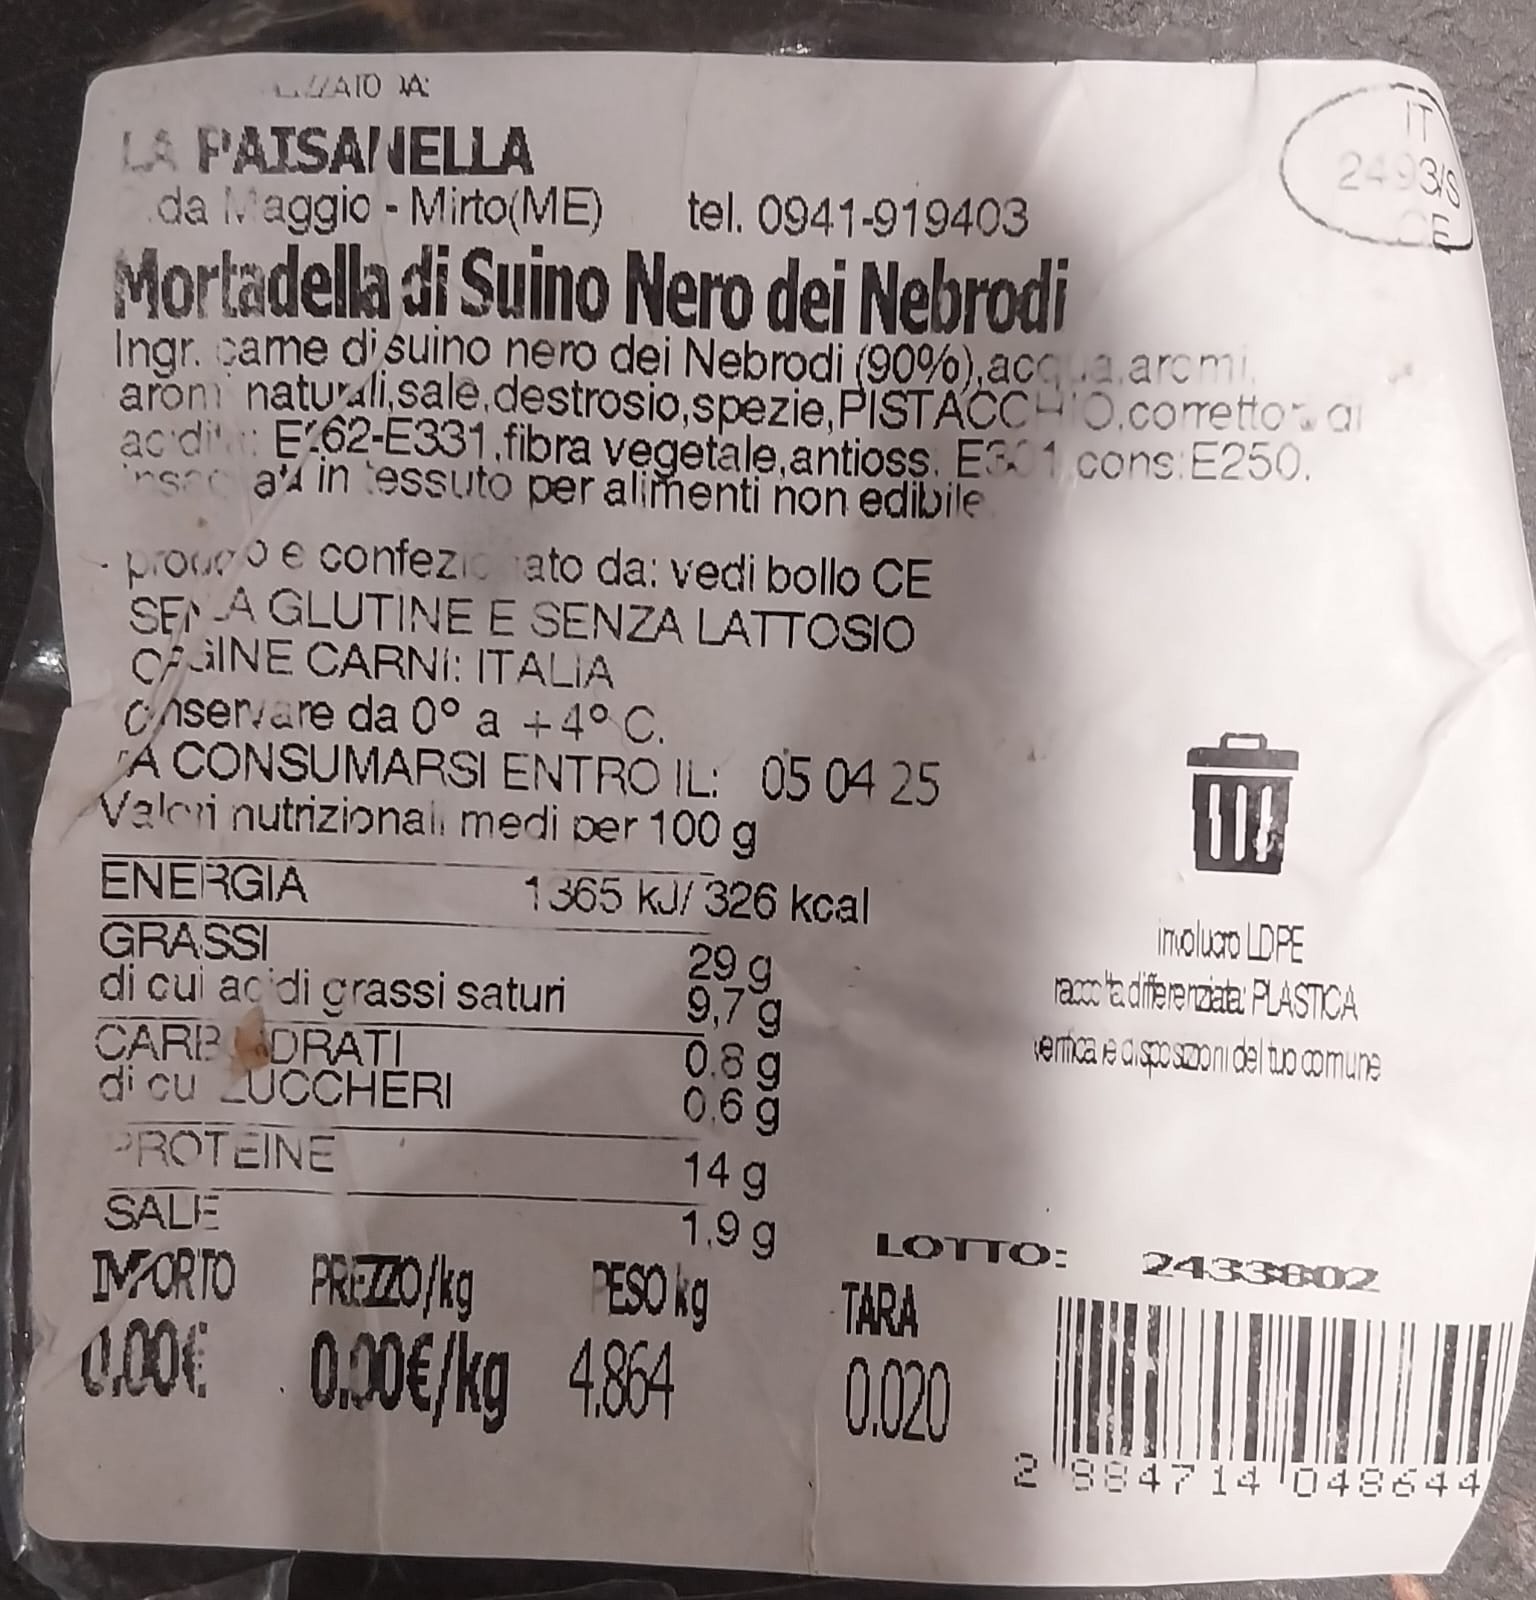 LA PAISANELLA
da Maggio - Mirto(ME) tel. 0941-919403
IT
2493/S
CE
Mortadella di Suino Nero dei Nebrodi
Ingr. carne di suino nero dei Nebrodi (90%),acqua,aromi,
aromi naturali,sale,destrosio,spezie,PISTACCHIO,correttori di
acidità: E262-E331,fibra vegetale,antioss. E301,cons:E250.
insaccata in tessuto per alimenti non edibile
prodotto e confezionato da: vedi bollo CE
SENZA GLUTINE E SENZA LATTOSIO
ORIGINE CARNI: ITALIA
Conservare da 0° a +4° C.
DA CONSUMARSI ENTRO IL: 05 04 25
Valori nutrizionali medi per 100 g
ENERGIA 1365 kJ/ 326 kcal
GRASSI 29 g
di cui acidi grassi saturi 9,7 g
CARBOIDRATI 0.8 g
di cui ZUCCHERI 0.6 g
PROTEINE 14 g
SALE 1.9 g
involucro LDPE
raccolta differenziata: PLASTICA
verifica le disposizioni del tuo comune
LOTTO:
IMPORTO PREZZO/kg PESO kg TARA
0.00€ 0.00€/kg 4.864 0.020
2 884714 048644